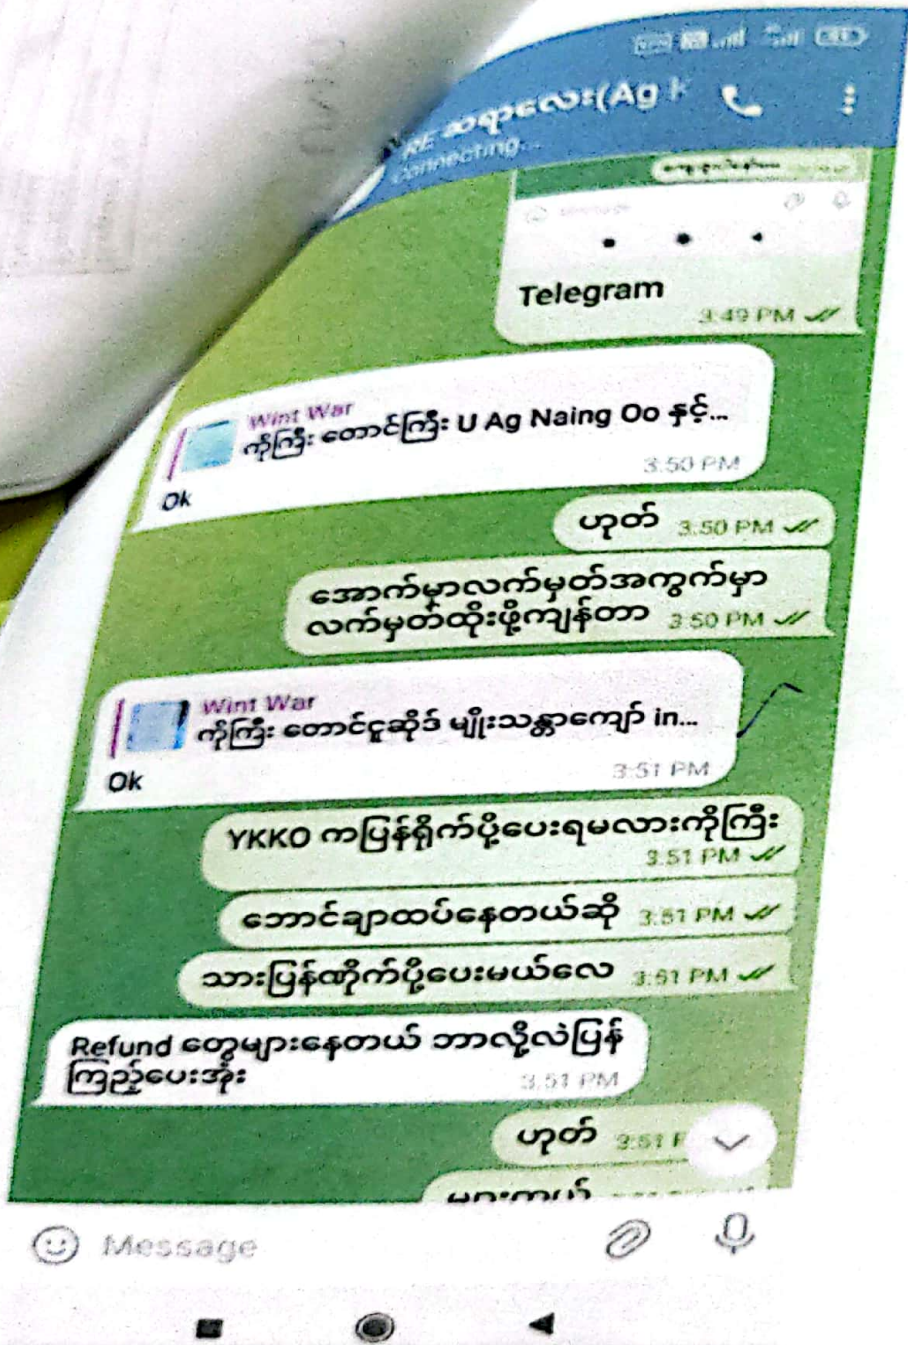 RE ဆရာလေး(Ag K
connecting...
Message
Telegram
3:49 PM
Wint War
ကိုကြီး တောင်ကြီး U Ag Naing Oo နှင့်...
3:50 PM
Ok
ဟုတ် 3:50 PM
အောက်မှာလက်မှတ်အကွက်မှာ
လက်မှတ်ထိုးဖို့ကျန်တာ 3:50 PM
Wint War
ကိုကြီး တောင်ငူဆိုဒ် မျိုးသန္တာကျော် in...
3:51 PM
Ok
YKKO ကပြန်ရိုက်ပို့ပေးရမလားကိုကြီး
3:51 PM
ဘောင်ချာထပ်နေတယ်ဆို 3:51 PM
သားပြန်ဏိုက်ပို့ပေးမယ်လေ 3:51 PM
Refund တွေများနေတယ် ဘာလို့လဲပြန်
ကြည့်ပေးအုံး
3:51 PM
ဟုတ် 3:51 P
Message